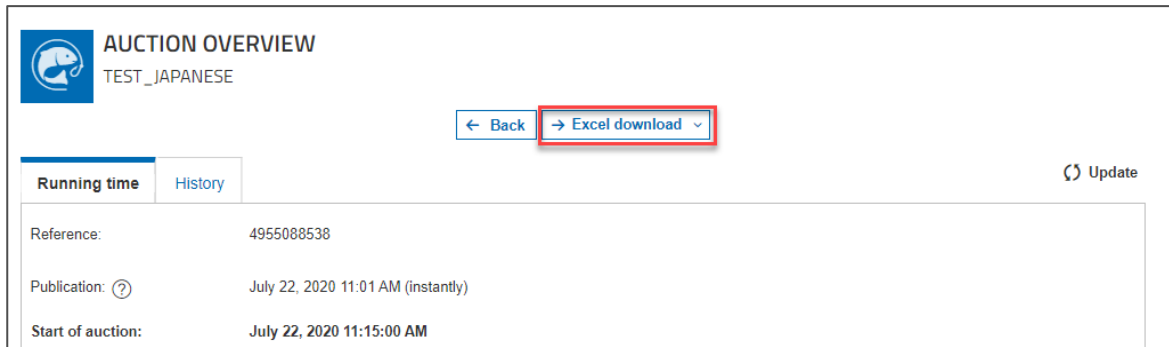 AUCTION OVERVIEW
TEST_JAPANESE
← Back → Excel download
Running time History Update
Reference: 4955088538
Publication: ? July 22, 2020 11:01 AM (instantly)
Start of auction: July 22, 2020 11:15:00 AM